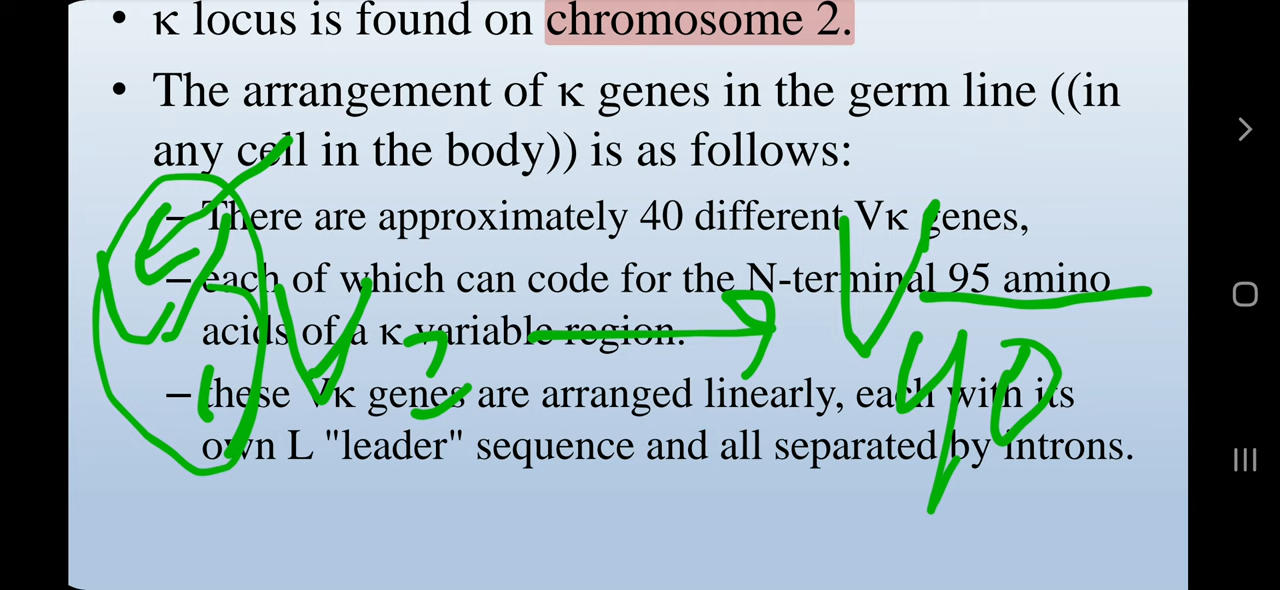 • κ locus is found on chromosome 2.
• The arrangement of κ genes in the germ line ((in
any cell in the body)) is as follows:
– There are approximately 40 different Vκ genes,
– each of which can code for the N-terminal 95 amino
acids of a κ variable region.
– these Vκ genes are arranged linearly, each with its
own L "leader" sequence and all separated by introns.
V 2
V 40